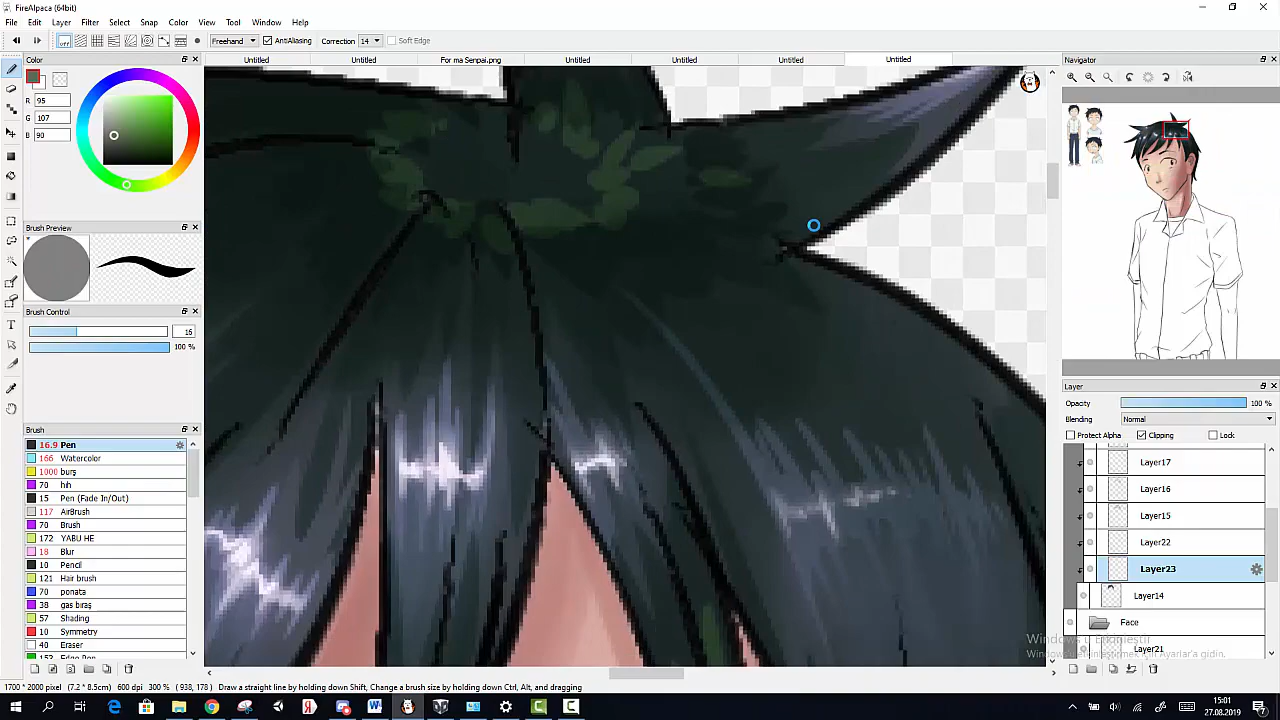 FireAlpaca (64bit)
File Edit Layer Filter Select Snap Color View Tool Window Help
off Freehand AntiAliasing Correction 14 Soft Edge
Color
Untitled Untitled For ma Senpai.png Untitled Untitled Untitled Untitled
Navigator
R 95
G 107
B 90
Brush Preview
Brush Control
16
100 %
Layer
Opacity 100 %
Blending Normal
Protect Alpha Clipping Lock
Brush
16.9 Pen
166 Watercolor
1000 burş
70 hih
15 Pen (Fade In/Out)
117 AirBrush
70 Brush
172 YABU HE
18 Blur
10 Pencil
121 Hair brush
70 ponata
38 gas biraş
57 Shading
10 Symmetry
40 Eraser
Layer17
Layer16
Layer15
Layer22
Layer23
Layer14
Face
Layer21
1700 * 2000 pixel (7.2 * 8.5cm) 600 dpi 300 % ( 938, 178 ) Draw a straight line by holding down Shift, Change a brush size by holding down Ctrl, Alt, and dragging
15:01
27.08.2019